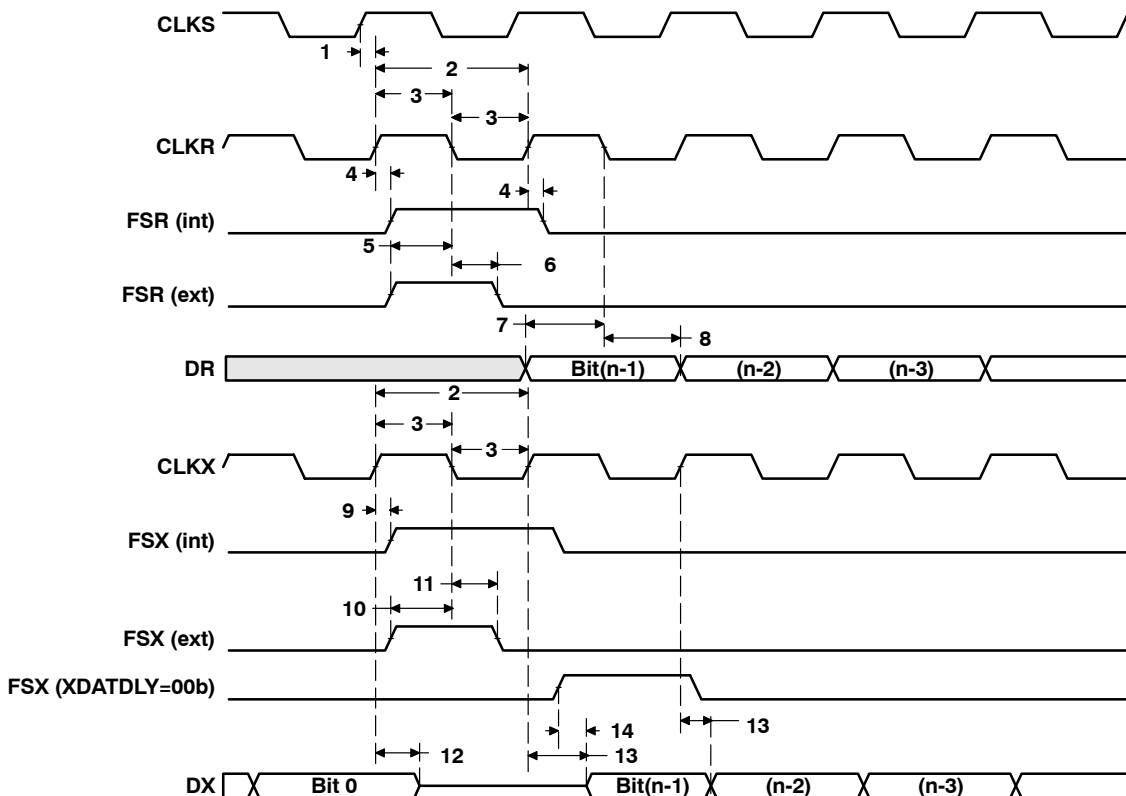 CLKS
1
2
3
3
CLKR
4
4
FSR (int)
5
6
FSR (ext)
7
8
DR
Bit(n-1)
(n-2)
(n-3)
2
3
3
CLKX
9
FSX (int)
11
10
FSX (ext)
FSX (XDATDLY=00b)
13
14
12
13
DX
Bit 0
Bit(n-1)
(n-2)
(n-3)